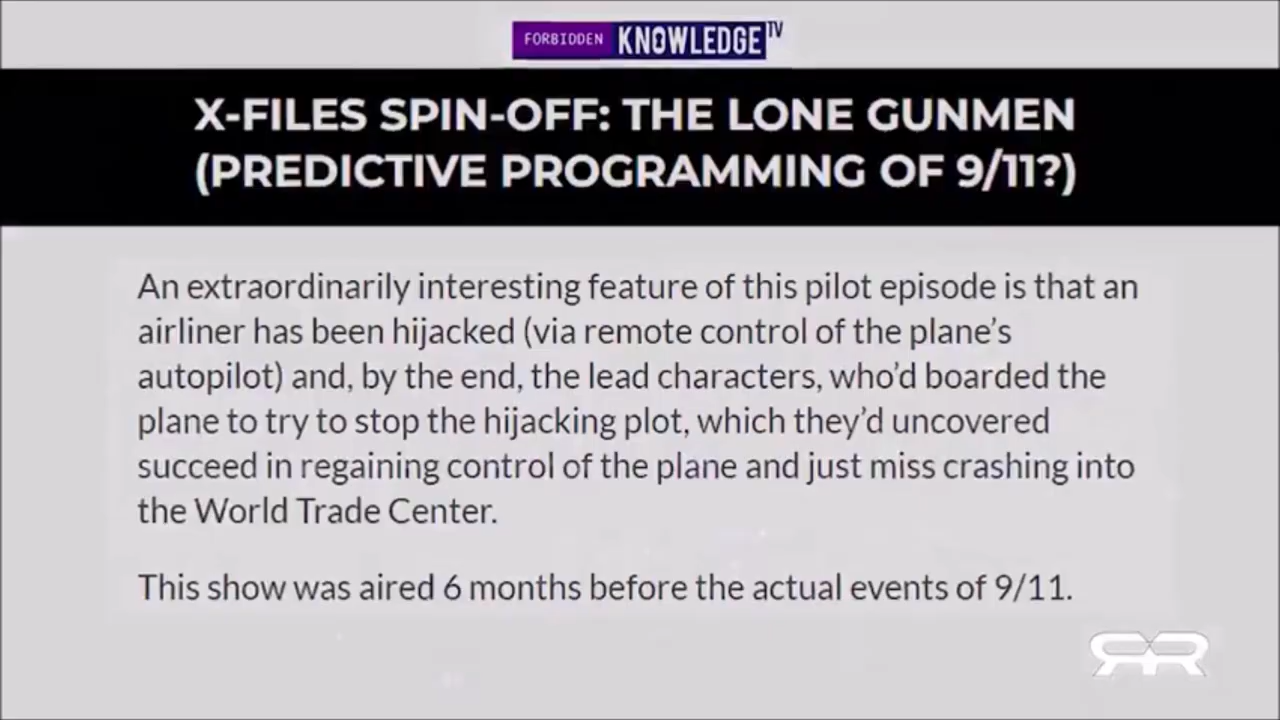 FORBIDDEN KNOWLEDGE TV
X-FILES SPIN-OFF: THE LONE GUNMEN
(PREDICTIVE PROGRAMMING OF 9/11?)
An extraordinarily interesting feature of this pilot episode is that an
airliner has been hijacked (via remote control of the plane's
autopilot) and, by the end, the lead characters, who'd boarded the
plane to try to stop the hijacking plot, which they'd uncovered
succeed in regaining control of the plane and just miss crashing into
the World Trade Center.
This show was aired 6 months before the actual events of 9/11.
RR